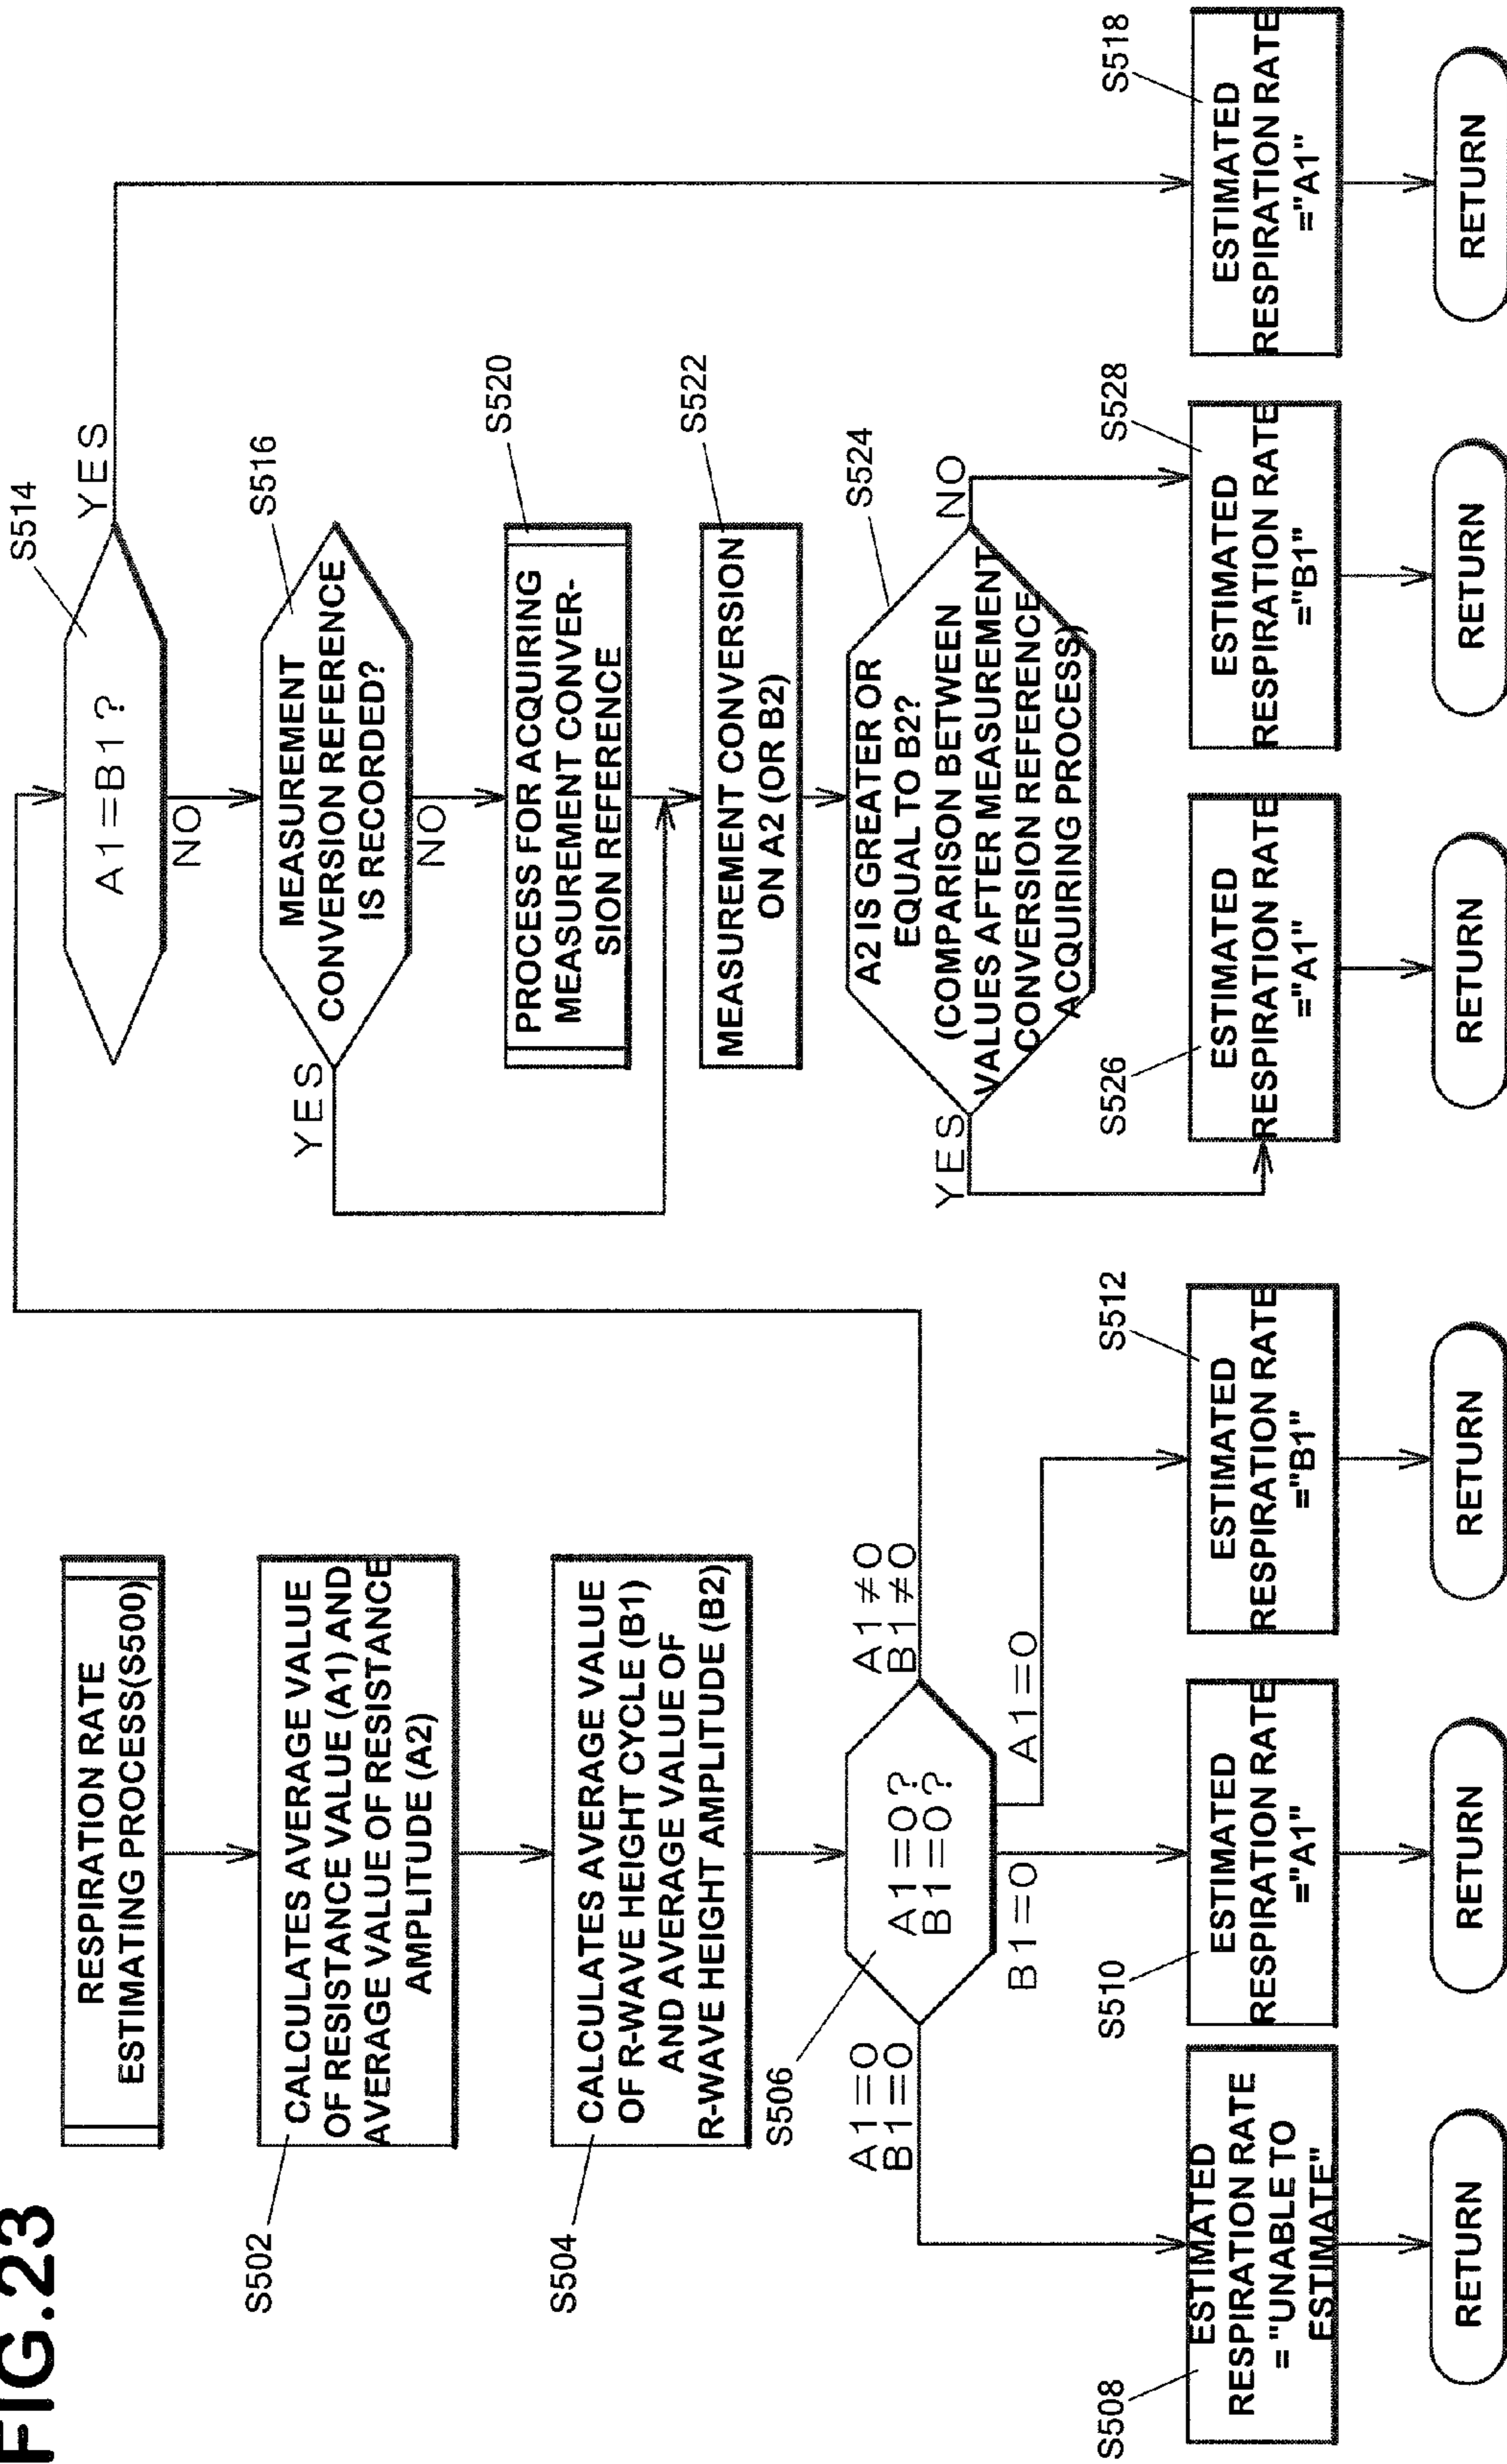 FIG.23
RESPIRATION RATE
ESTIMATING PROCESS(S500)
S502
CALCULATES AVERAGE VALUE
OF RESISTANCE VALUE (A1) AND
AVERAGE VALUE OF RESISTANCE
AMPLITUDE (A2)
S504
CALCULATES AVERAGE VALUE
OF R-WAVE HEIGHT CYCLE (B1)
AND AVERAGE VALUE OF
R-WAVE HEIGHT AMPLITUDE (B2)
S506
A1=0?
B1=0?
A1=0
B1=0
B1=0
A1=0
A1≠0
B1≠0
S508
ESTIMATED
RESPIRATION RATE
= "UNABLE TO
ESTIMATE"
RETURN
S510
ESTIMATED
RESPIRATION RATE
="A1"
RETURN
S512
ESTIMATED
RESPIRATION RATE
="B1"
RETURN
S514
A1=B1?
YES
NO
S516
MEASUREMENT
CONVERSION REFERENCE
IS RECORDED?
YES
NO
S520
PROCESS FOR ACQUIRING
MEASUREMENT CONVER-
SION REFERENCE
S522
MEASUREMENT CONVERSION
ON A2 (OR B2)
S524
A2 IS GREATER OR
EQUAL TO B2?
(COMPARISON BETWEEN
VALUES AFTER MEASUREMENT
CONVERSION REFERENCE
ACQUIRING PROCESS)
YES
NO
S526
ESTIMATED
RESPIRATION RATE
="A1"
RETURN
S528
ESTIMATED
RESPIRATION RATE
="B1"
RETURN
S518
ESTIMATED
RESPIRATION RATE
="A1"
RETURN